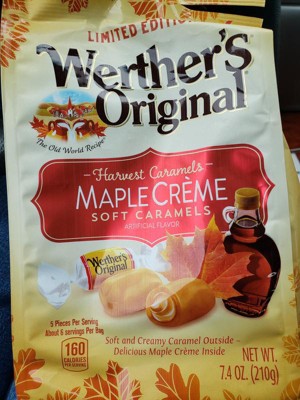 LIMITED EDITION
Werther's
Original
The Old World Recipe
Harvest Caramels
MAPLE CRÈME
SOFT CARAMELS
ARTIFICIAL FLAVOR
Werther's
Original
5 Pieces Per Serving
About 6 servings Per Bag
160
CALORIES
PER SERVING
Soft and Creamy Caramel Outside -
Delicious Maple Crème Inside
NET WT.
7.4 OZ. (210g)